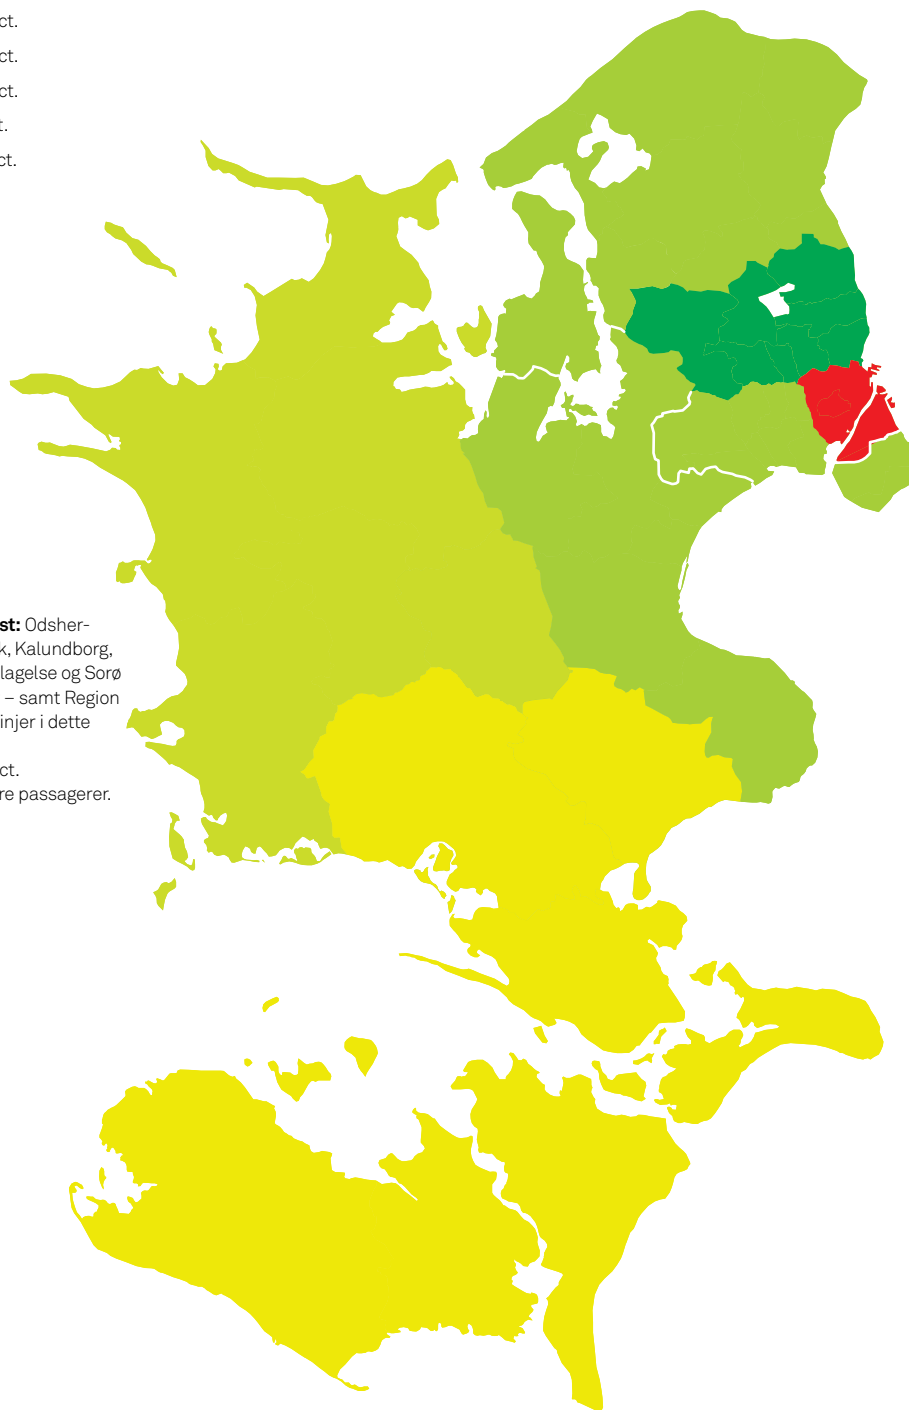 ct.
ct.
ct.
t.
ct.
st: Odsher-
k, Kalundborg,
lagelse og Sorø
– samt Region
injer i dette
ct.
re passagerer.